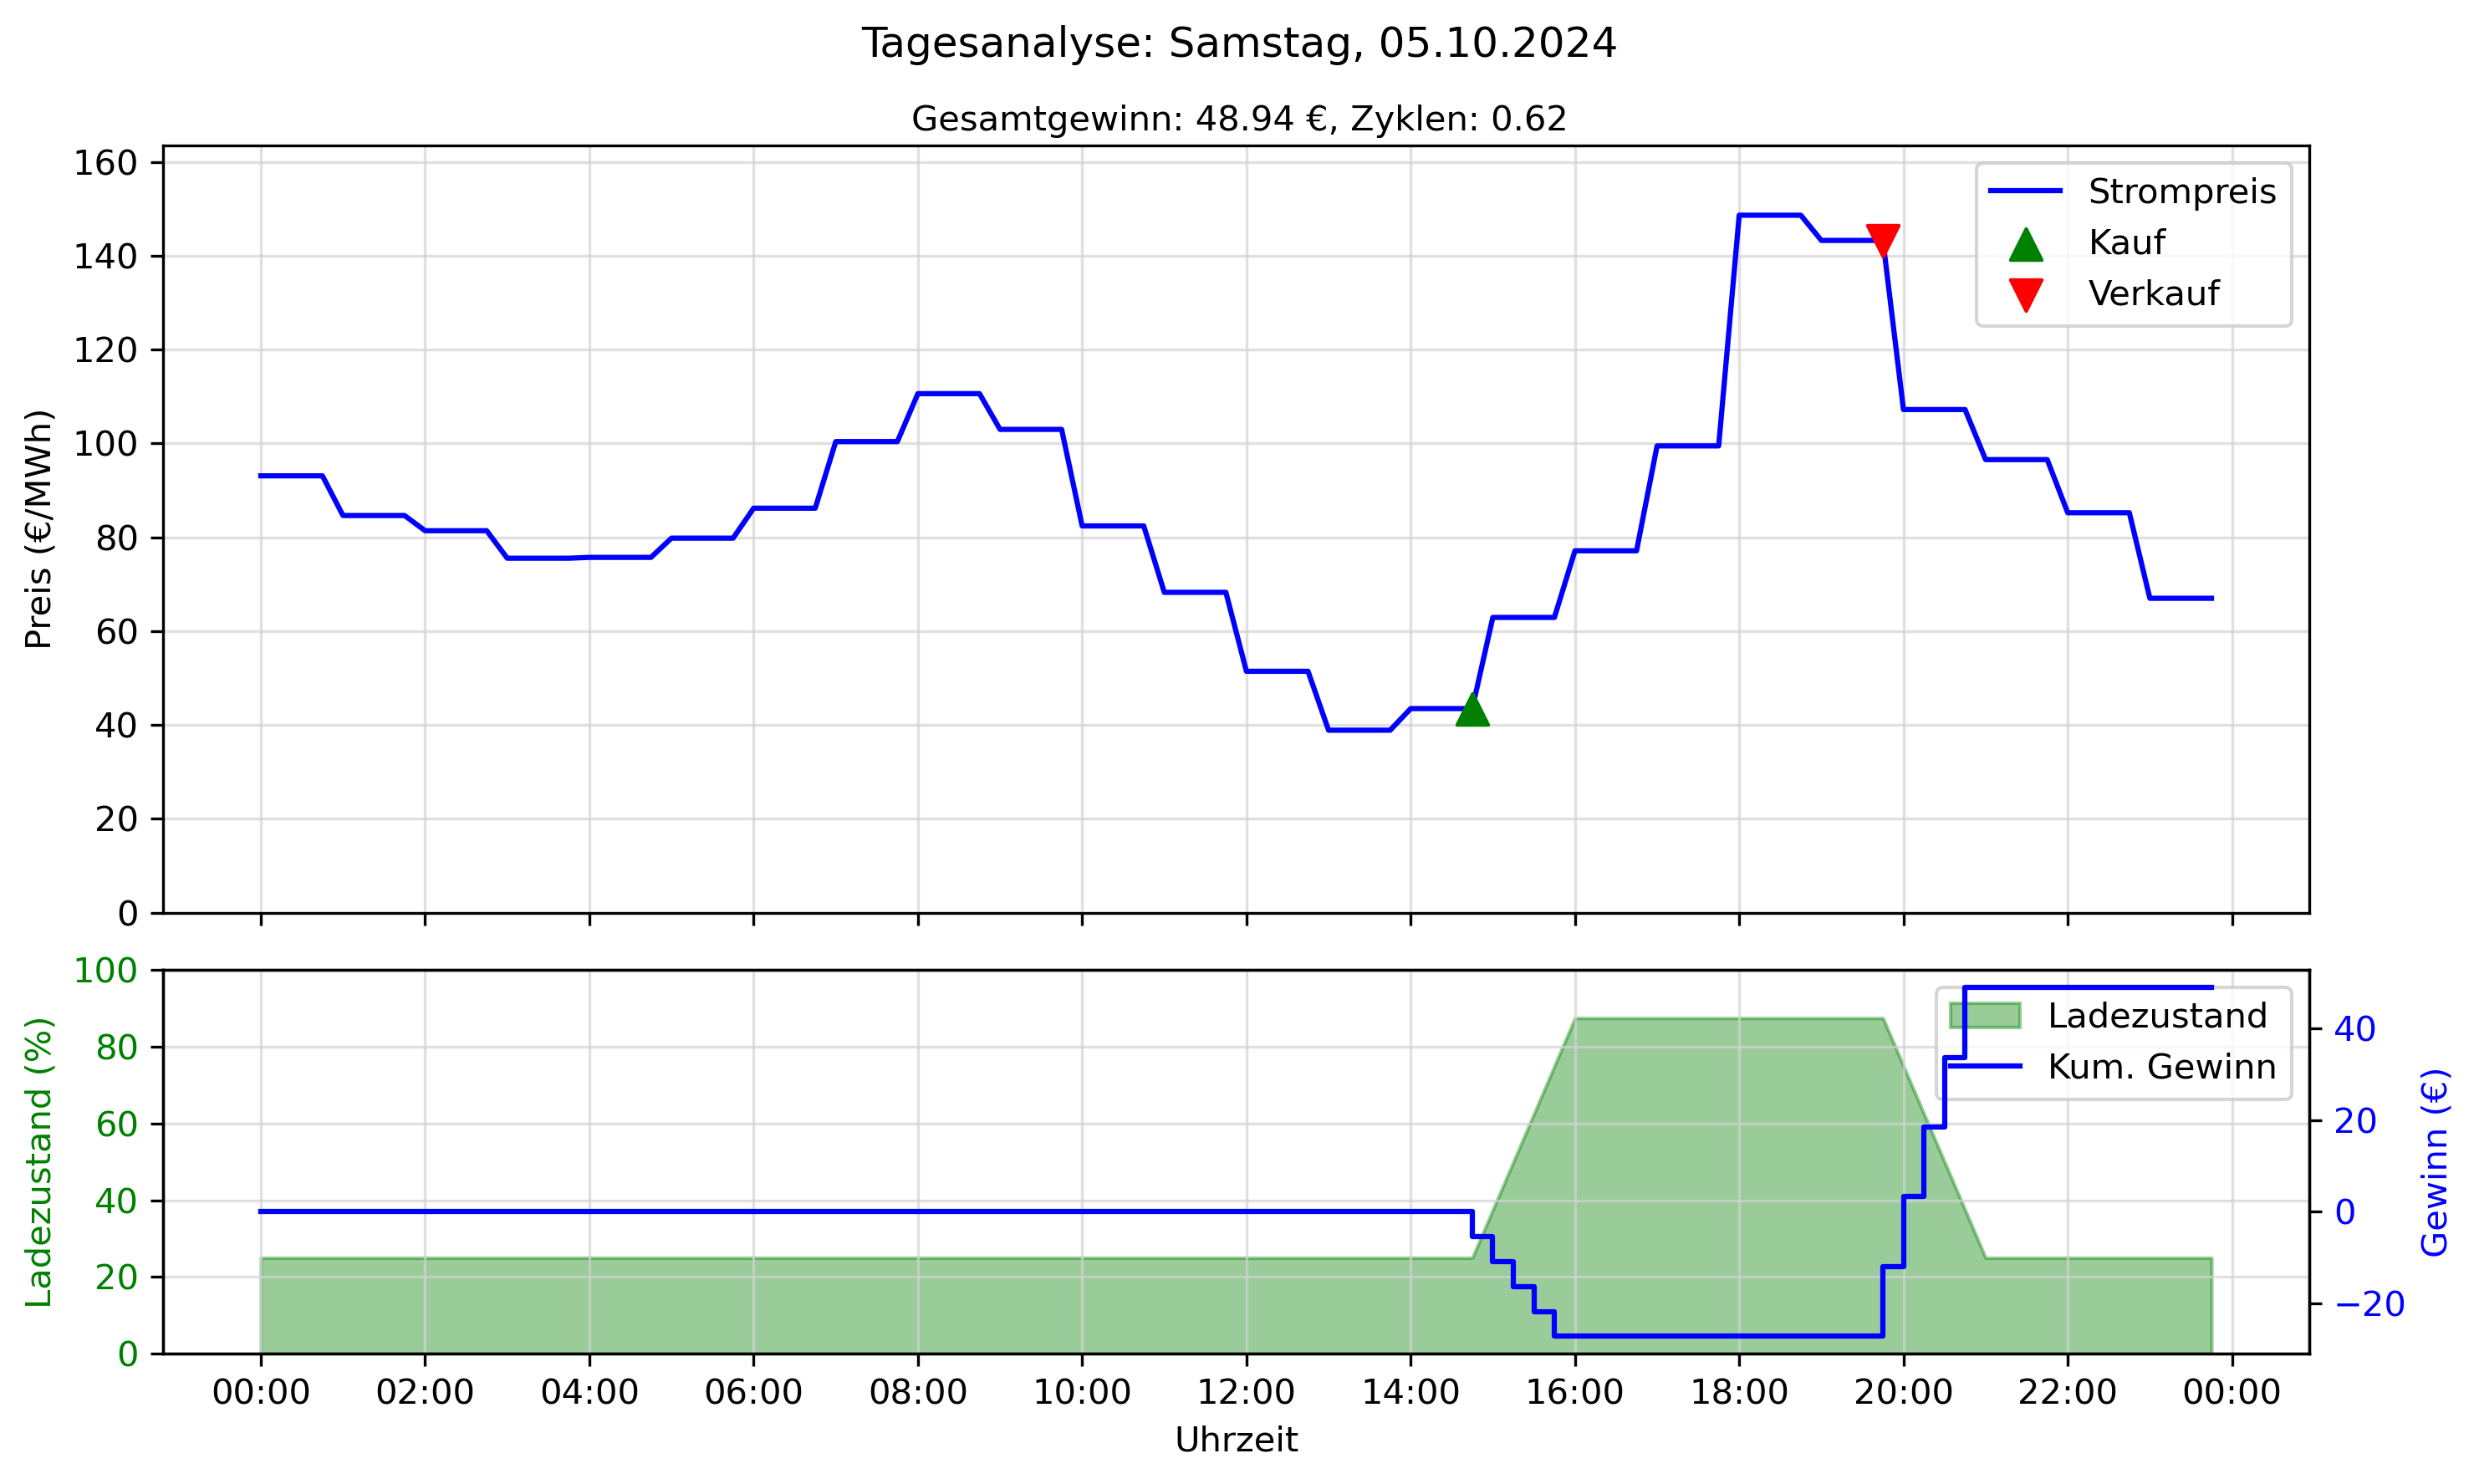 Tagesanalyse: Samstag, 05.10.2024
Gesamtgewinn: 48.94 €, Zyklen: 0.62
Preis (€/MWh)
160
140
120
100
80
60
40
20
0
Strompreis
Kauf
Verkauf
Ladezustand (%)
100
80
60
40
20
0
Ladezustand
Kum. Gewinn
40
20
0
−20
Gewinn (€)
00:00 02:00 04:00 06:00 08:00 10:00 12:00 14:00 16:00 18:00 20:00 22:00 00:00
Uhrzeit